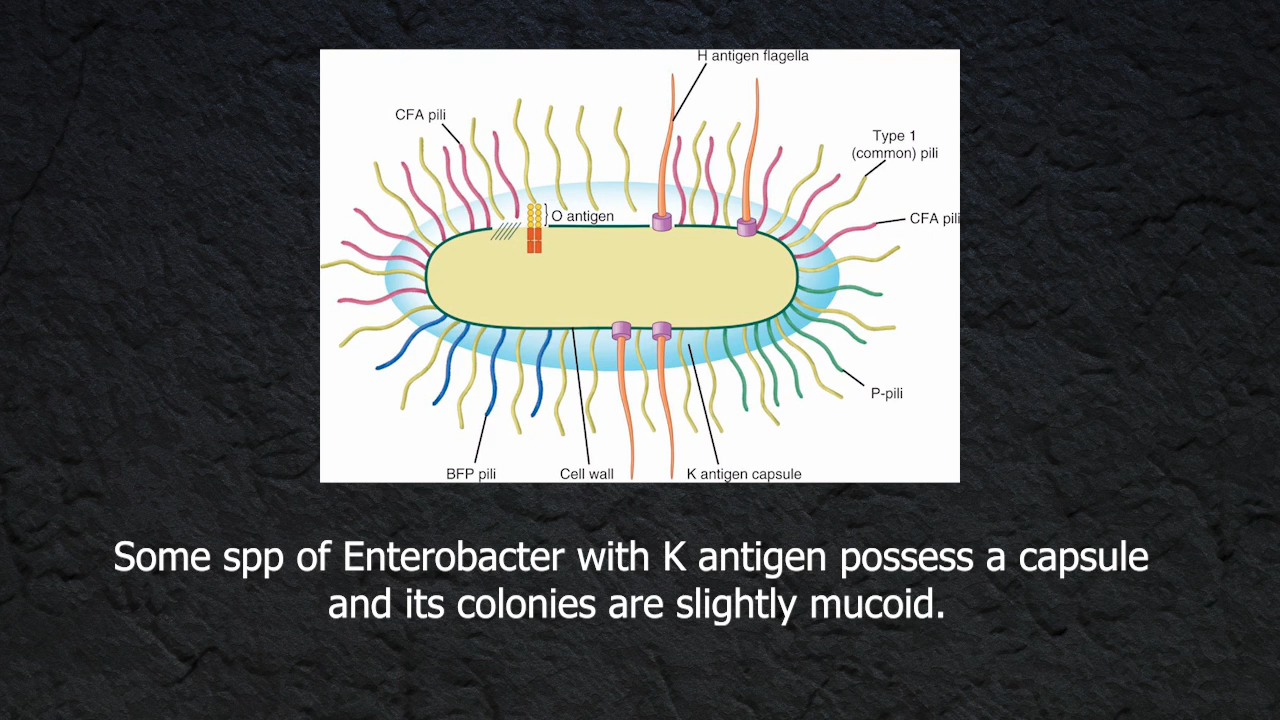 H antigen flagella
CFA pili
Type 1
(common) pili
O antigen
CFA pili
P-pili
BFP pili
Cell wall
K antigen capsule
Some spp of Enterobacter with K antigen possess a capsule
and its colonies are slightly mucoid.